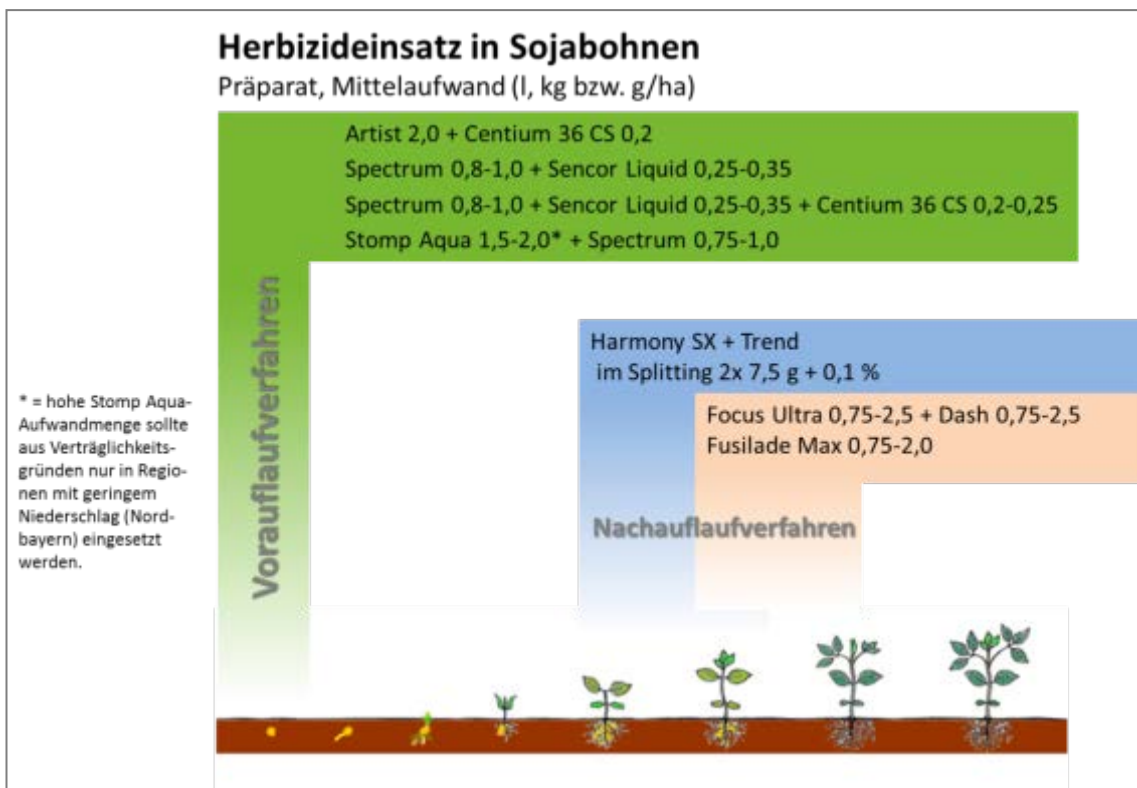 Herbizideinsatz in Sojabohnen
Präparat, Mittelaufwand (l, kg bzw. g/ha)
Artist 2,0 + Centium 36 CS 0,2
Spectrum 0,8-1,0 + Sencor Liquid 0,25-0,35
Spectrum 0,8-1,0 + Sencor Liquid 0,25-0,35 + Centium 36 CS 0,2-0,25
Stomp Aqua 1,5-2,0* + Spectrum 0,75-1,0
Vorauflaufverfahren
Harmony SX + Trend
im Splitting 2x 7,5 g + 0,1 %
Focus Ultra 0,75-2,5 + Dash 0,75-2,5
Fusilade Max 0,75-2,0
Nachauflaufverfahren
* = hohe Stomp Aqua-
Aufwandmenge sollte
aus Verträglichkeits-
gründen nur in Regio-
nen mit geringem
Niederschlag (Nord-
bayern) eingesetzt
werden.